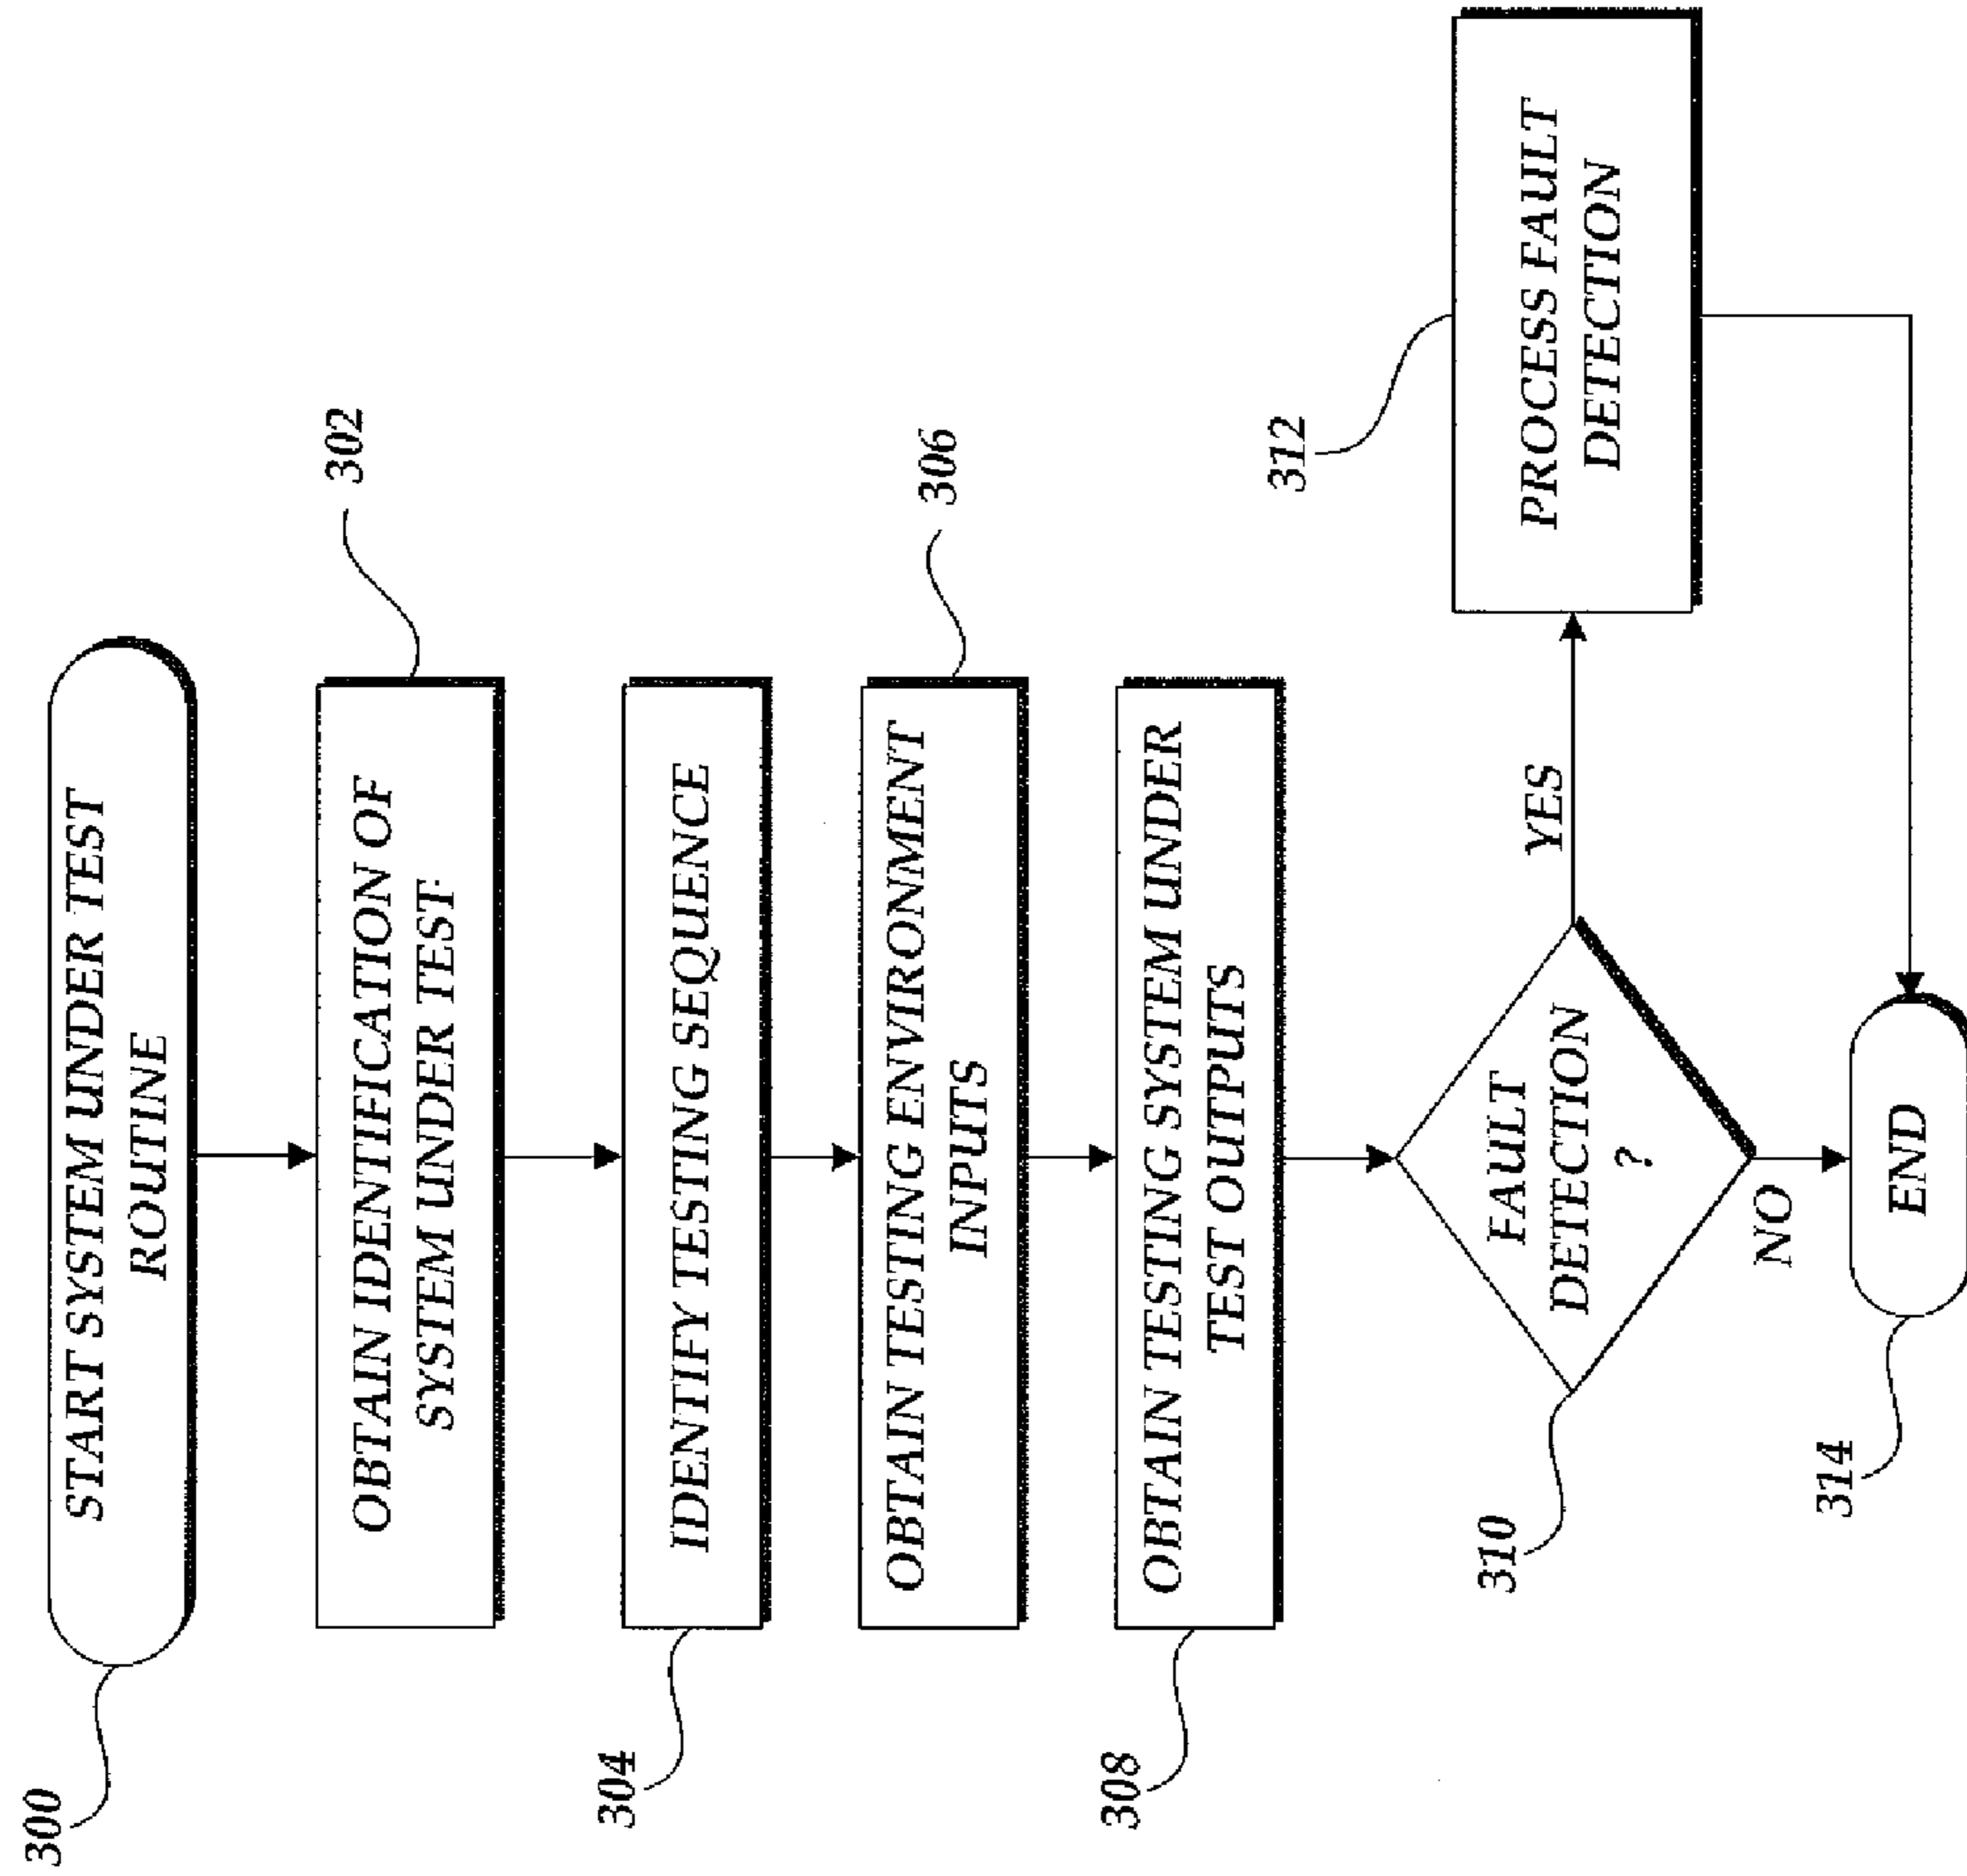 300
START SYSTEM UNDER TEST
ROUTINE
302
OBTAIN IDENTIFICATION OF
SYSTEM UNDER TEST
304
IDENTIFY TESTING SEQUIENCE
306
OBTAIN TESTING ENVIRONMENT
INPUTS
308
OBTAIN TESTING SYSTEM UNDER
TEST OUTPUTS
310
FAULT
DETECTION
?
YES
312
PROCESS FAULT
DETECTION
NO
314
END